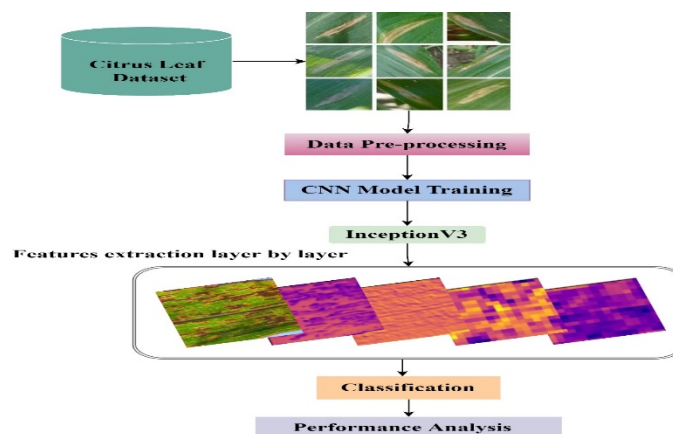 Citrus Leaf
Dataset
Data Pre-processing
CNN Model Training
InceptionV3
Features extraction layer by layer
Classification
Performance Analysis